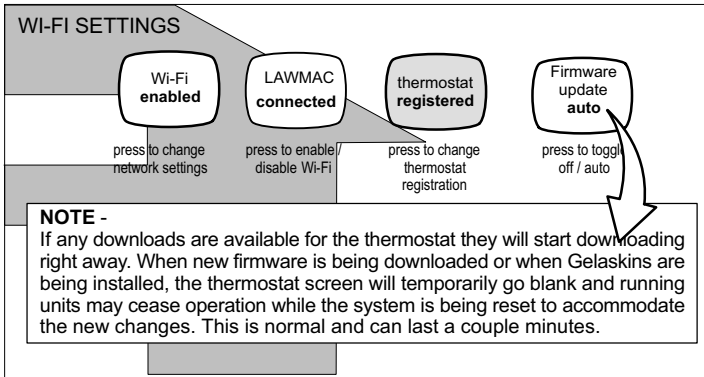 WI-FI SETTINGS
Wi-Fi
enabled
LAWMAC
connected
thermostat
registered
Firmware
update
auto
press to change
network settings
press to enable /
disable Wi-Fi
press to change
thermostat
registration
press to toggle
off / auto
NOTE -
If any downloads are available for the thermostat they will start downloading
right away. When new firmware is being downloaded or when Gelaskins are
being installed, the thermostat screen will temporarily go blank and running
units may cease operation while the system is being reset to accommodate
the new changes. This is normal and can last a couple minutes.